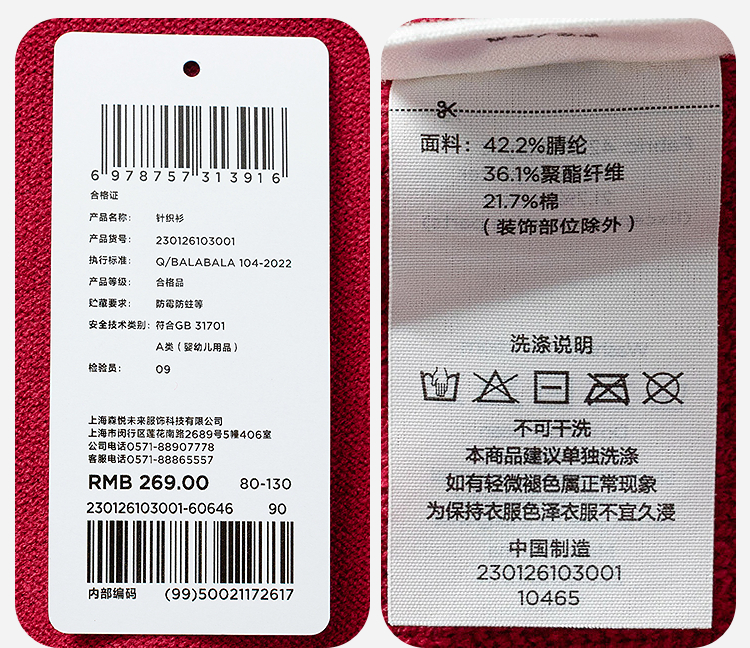 6 978757 313916
合格证
产品名称: 针织衫
产品货号: 230126103001
执行标准: Q/BALABALA 104-2022
产品等级: 合格品
贮藏要求: 防霉防蛀等
安全技术类别: 符合GB 31701
A类（婴幼儿用品）
检验员: 09
上海森悦未来服饰科技有限公司
上海市闵行区莲花南路2689号5幢406室
公司电话0571-88907778
客服电话0571-88865557
RMB 269.00 80-130
230126103001-60646 90
内部编码 (99)50021172617
面料: 42.2%腈纶
36.1%聚酯纤维
21.7%棉
（装饰部位除外）
洗涤说明
不可干洗
本商品建议单独洗涤
如有轻微褪色属正常现象
为保持衣服色泽衣服不宜久浸
中国制造
230126103001
10465